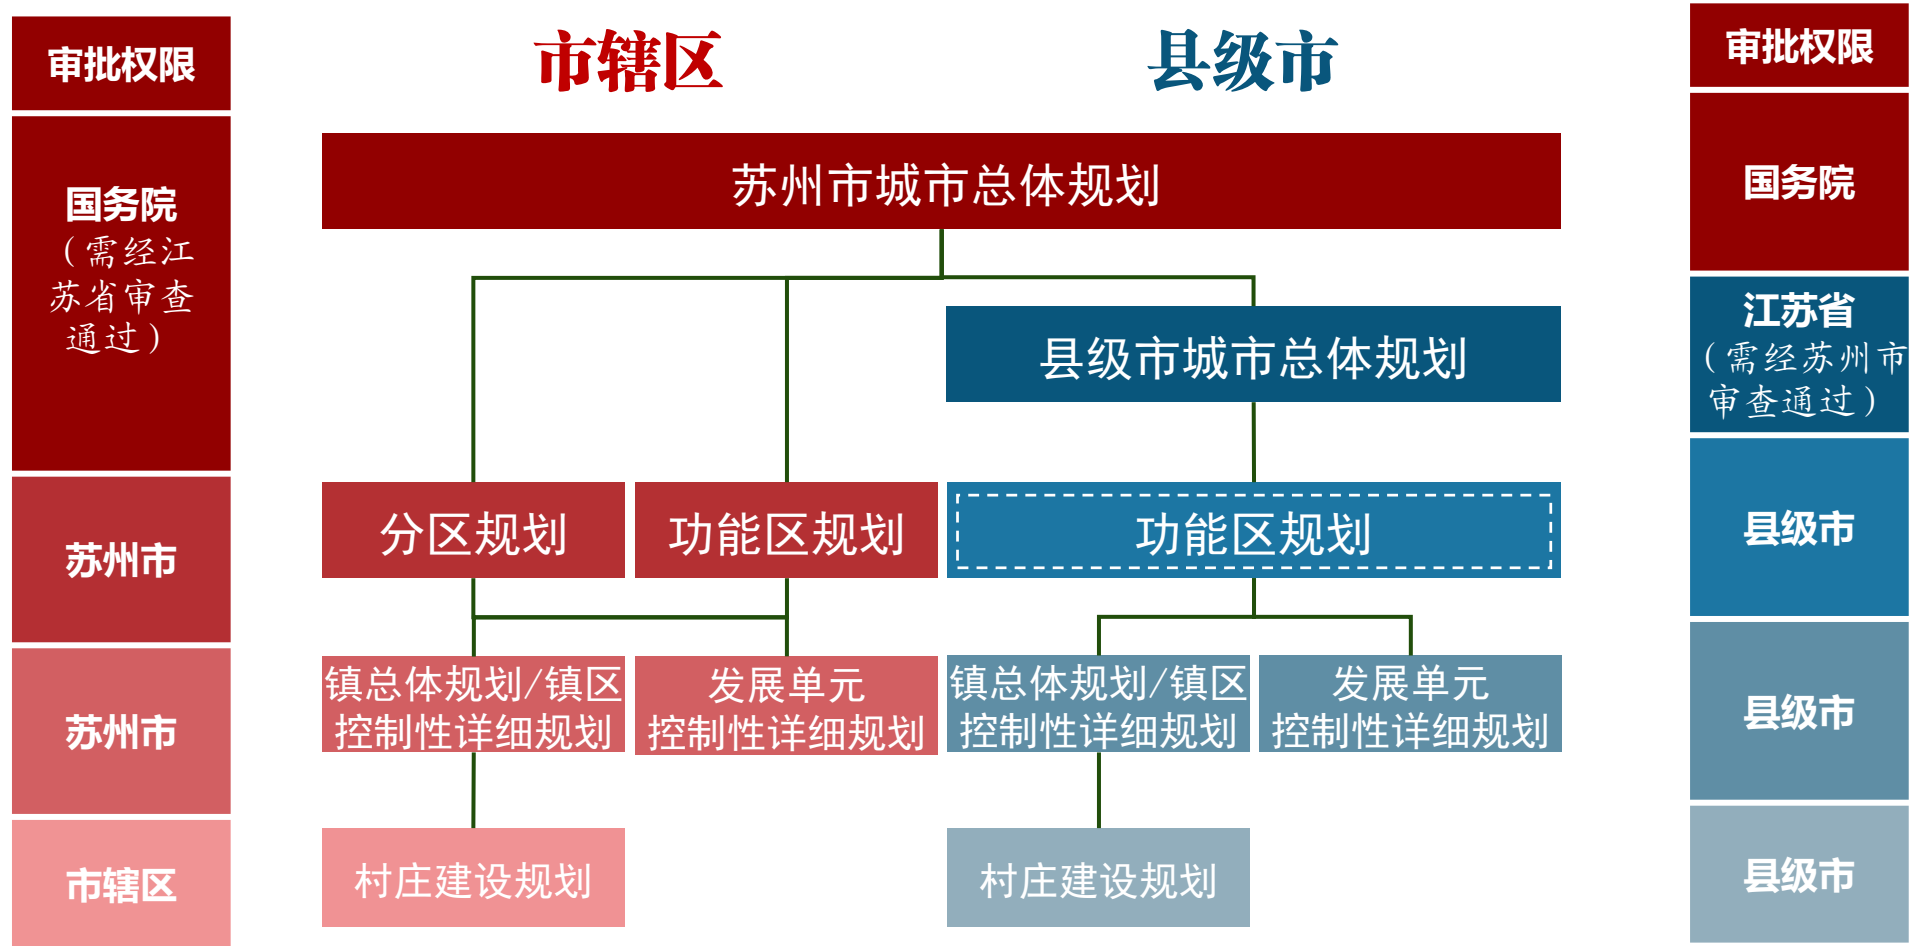 审批权限
市辖区
县级市
审批权限
国务院
（需经江
苏省审查
通过）
苏州市城市总体规划
国务院
县级市城市总体规划
江苏省
（需经苏州市
审查通过）
苏州市
分区规划
功能区规划
功能区规划
县级市
苏州市
镇总体规划/镇区
控制性详细规划
发展单元
控制性详细规划
镇总体规划/镇区
控制性详细规划
发展单元
控制性详细规划
县级市
市辖区
村庄建设规划
村庄建设规划
县级市